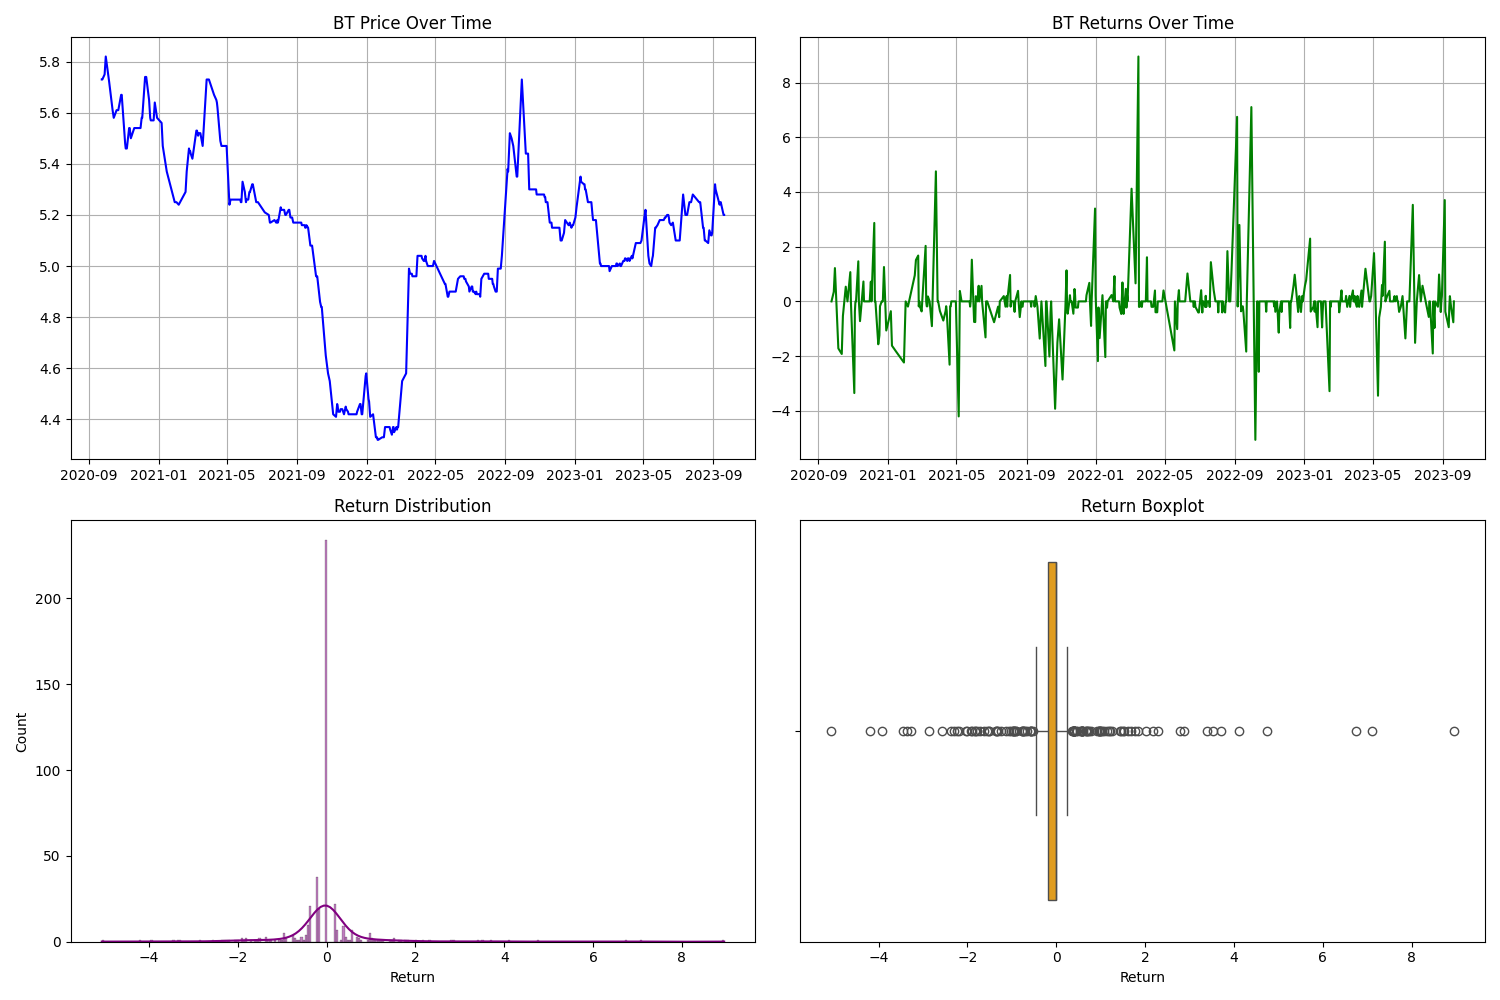 BT Price Over Time
5.8
5.6
5.4
5.2
5.0
4.8
4.6
4.4
2020-09 2021-01 2021-05 2021-09 2022-01 2022-05 2022-09 2023-01 2023-05 2023-09
BT Returns Over Time
8
6
4
2
0
−2
−4
2020-09 2021-01 2021-05 2021-09 2022-01 2022-05 2022-09 2023-01 2023-05 2023-09
Return Distribution
Count
200
150
100
50
0
−4 −2 0 2 4 6 8
Return
Return Boxplot
−4 −2 0 2 4 6 8
Return